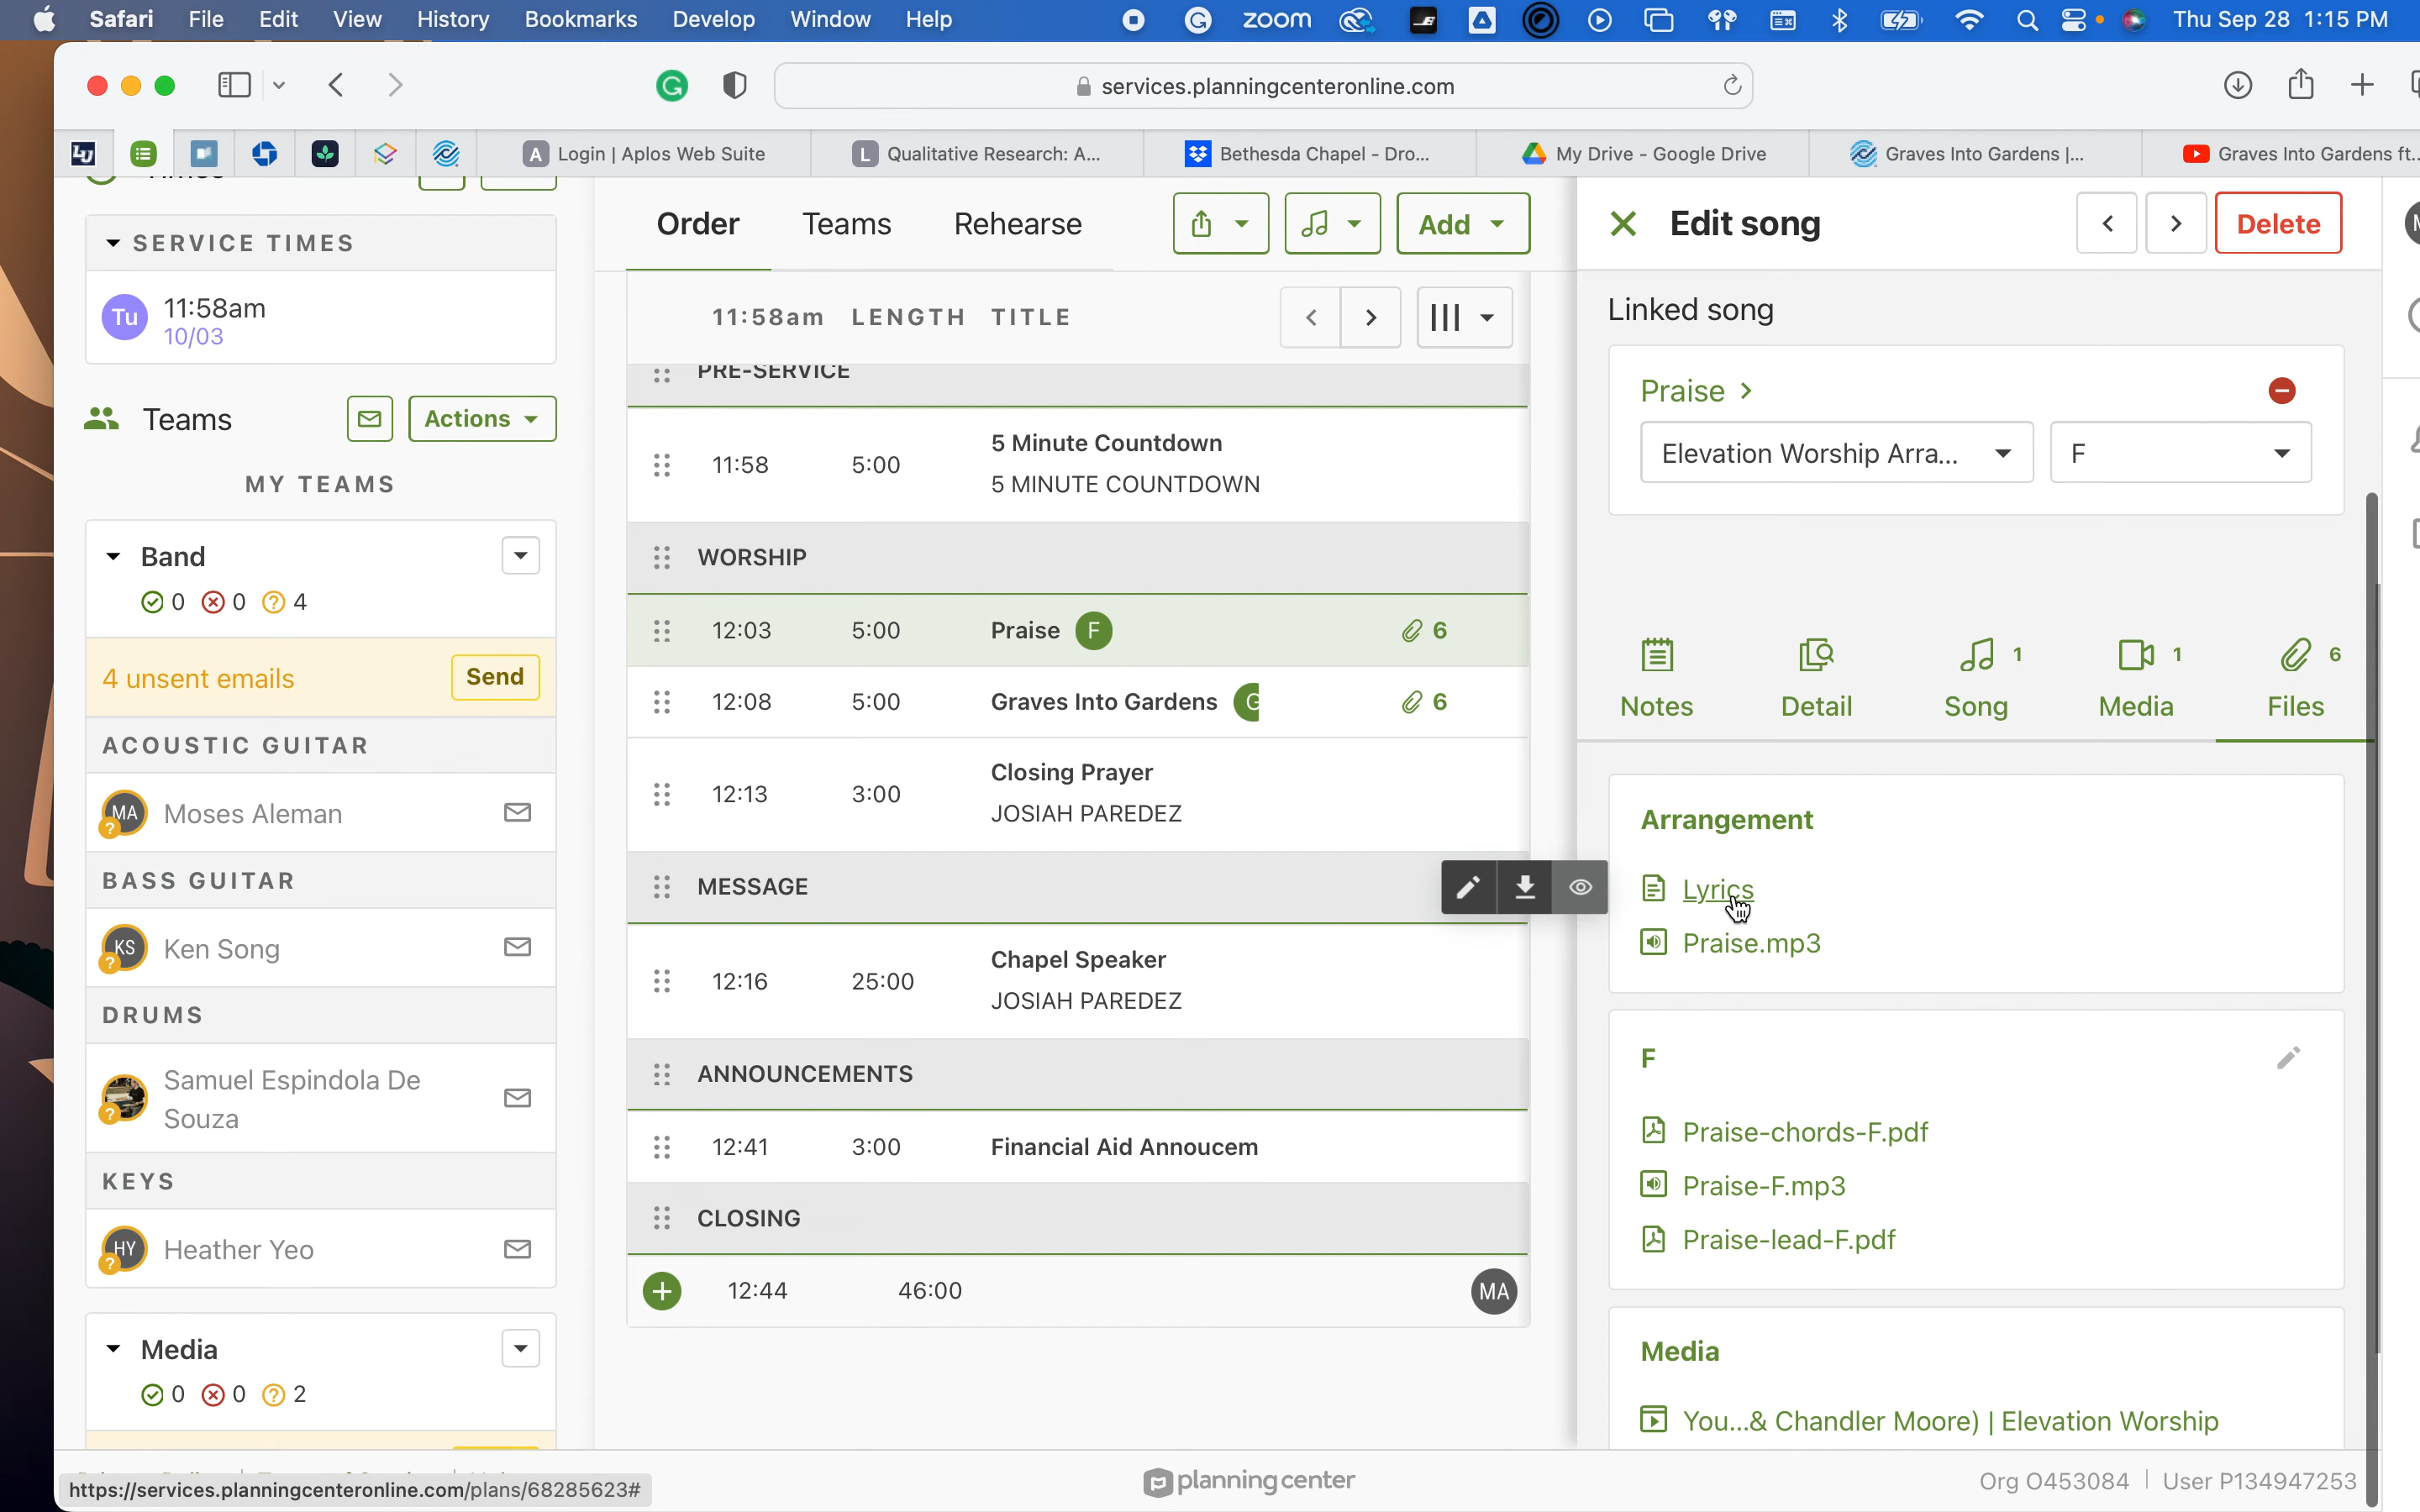 Safari File Edit View History Bookmarks Develop Window Help zoom Thu Sep 28 1:15 PM
services.planningcenteronline.com
Login | Aplos Web Suite Qualitative Research: A... Bethesda Chapel - Dro... My Drive - Google Drive Graves Into Gardens |... Graves Into Gardens ft..
SERVICE TIMES
Tu 11:58am
10/03
Teams Actions
MY TEAMS
Band
0 0 4
4 unsent emails Send
ACOUSTIC GUITAR
MA Moses Aleman
BASS GUITAR
KS Ken Song
DRUMS
Samuel Espindola De
Souza
KEYS
HY Heather Yeo
Media
0 0 2
Order Teams Rehearse Add
11:58am LENGTH TITLE
PRE-SERVICE
11:58 5:00 5 Minute Countdown
5 MINUTE COUNTDOWN
WORSHIP
12:03 5:00 Praise F 6
12:08 5:00 Graves Into Gardens G 6
12:13 3:00 Closing Prayer
JOSIAH PAREDEZ
MESSAGE
12:16 25:00 Chapel Speaker
JOSIAH PAREDEZ
ANNOUNCEMENTS
12:41 3:00 Financial Aid Annoucem
CLOSING
12:44 46:00 MA
Edit song Delete
Linked song
Praise
Elevation Worship Arra... F
Notes Detail Song 1 Media 1 Files 6
Arrangement
Lyrics
Praise.mp3
F
Praise-chords-F.pdf
Praise-F.mp3
Praise-lead-F.pdf
Media
You...& Chandler Moore) | Elevation Worship
https://services.planningcenteronline.com/plans/68285623#
planning center
Org O453084 | User P134947253